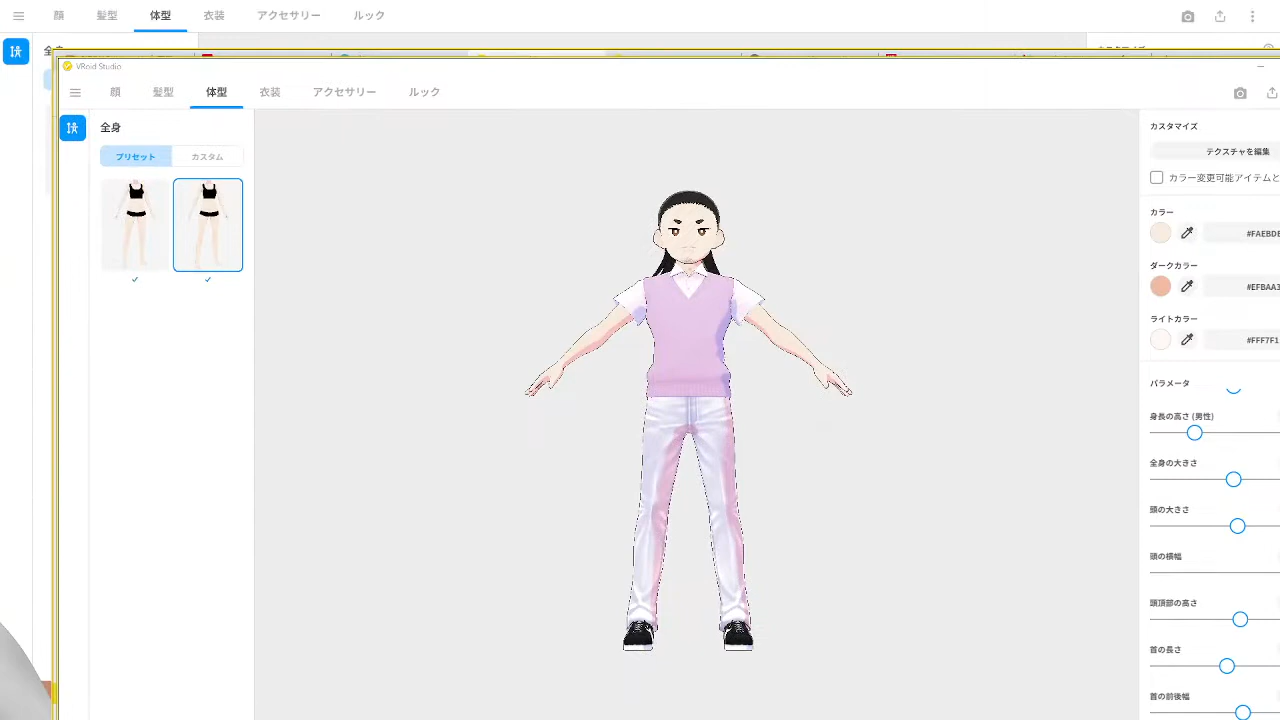 顔 髪型 体型 衣装 アクセサリー ルック
VRoid Studio
顔 髪型 体型 衣装 アクセサリー ルック
全身
プリセット カスタム
カスタマイズ
テクスチャを編集
カラー変更可能アイテムと
カラー
#FAEBDE
ダークカラー
#EFBAA3
ライトカラー
#FFF7F1
パラメータ
身長の高さ (男性)
全身の大きさ
頭の大きさ
頭の横幅
頭頂部の高さ
首の長さ
首の前後幅